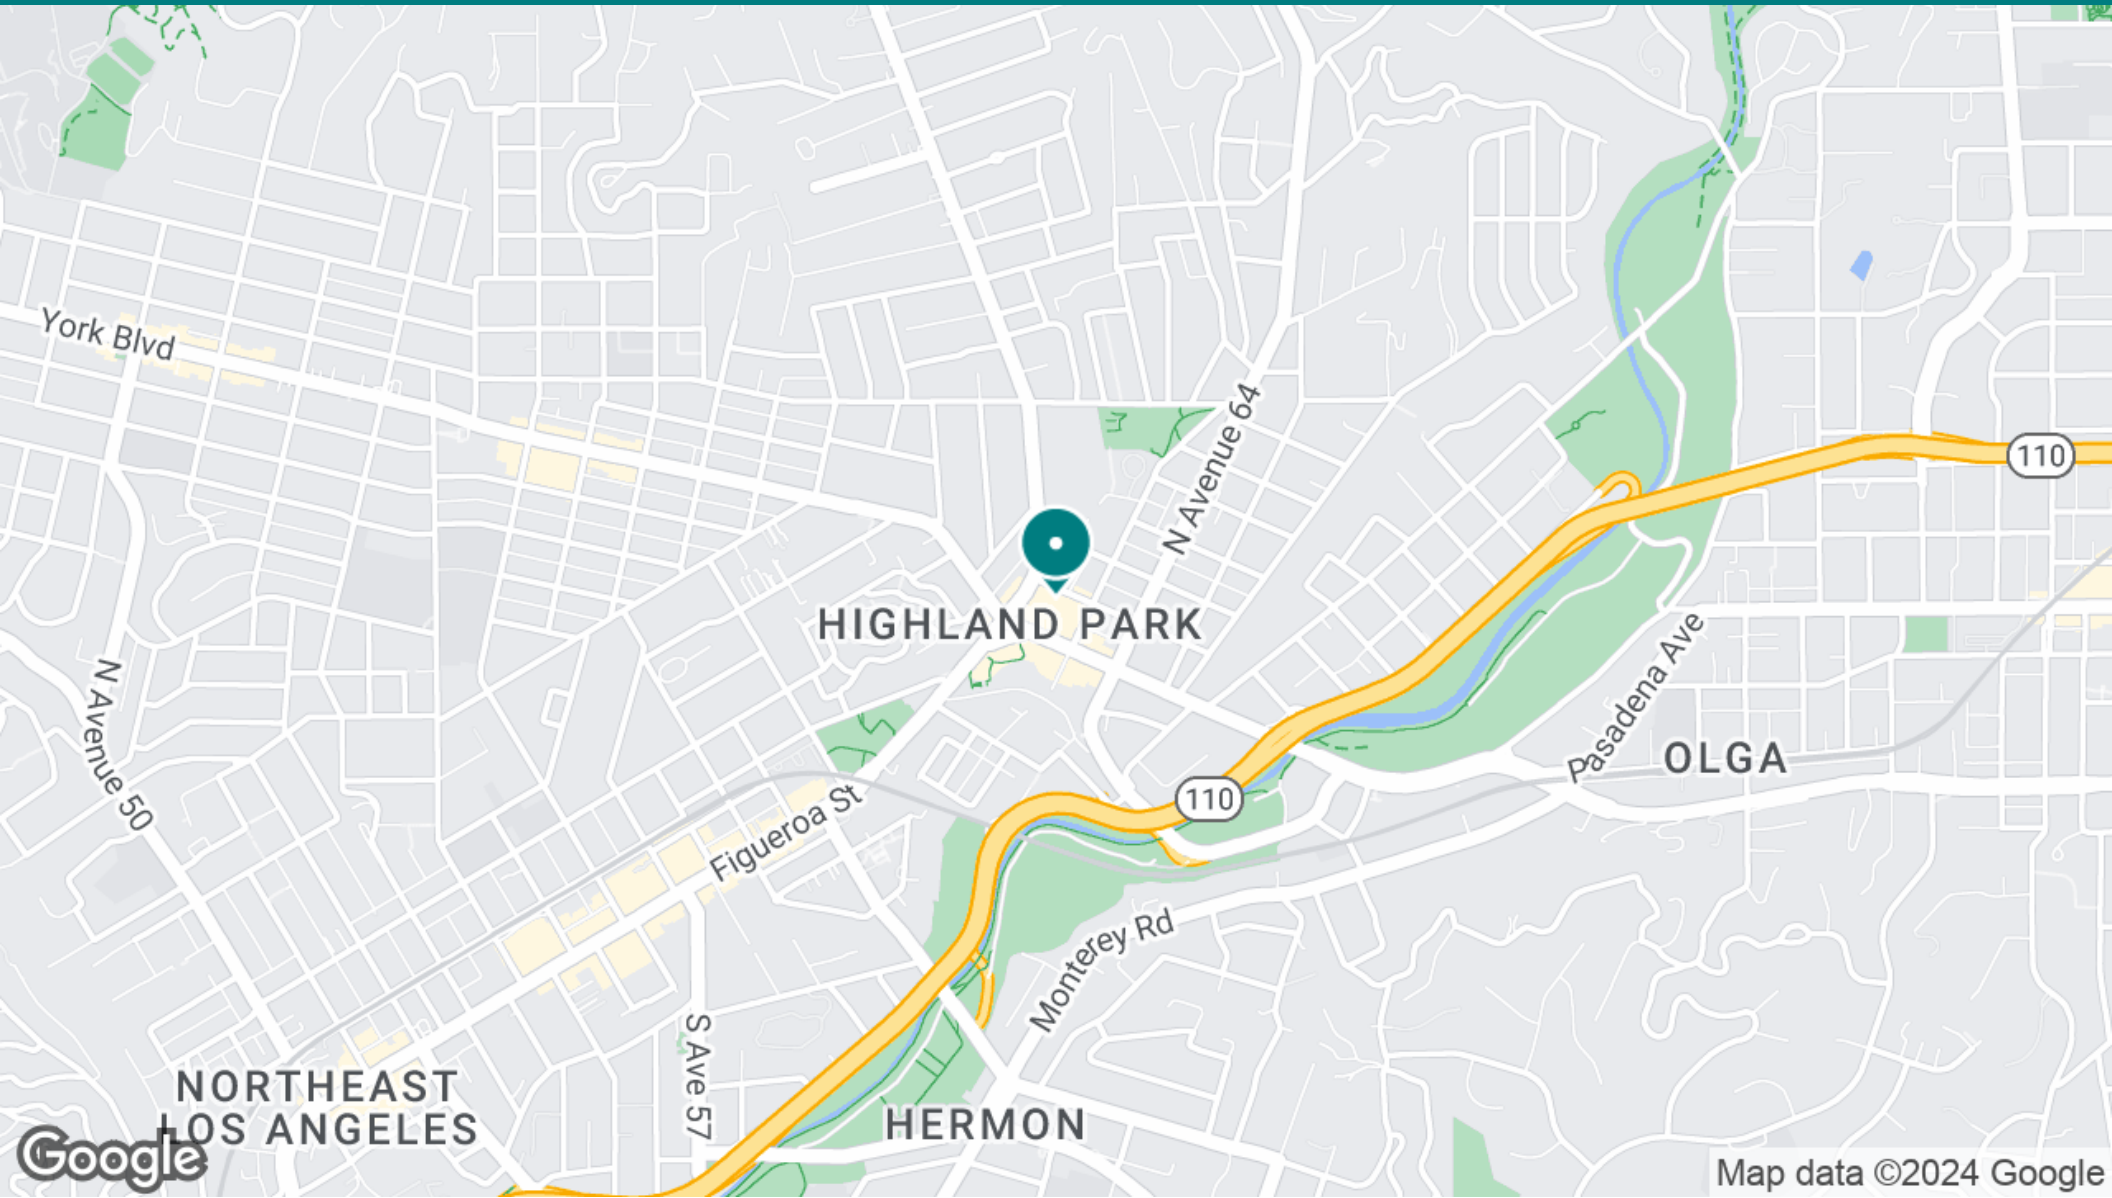 York Blvd
N Avenue 64
110
HIGHLAND PARK
N Avenue 50
Pasadena Ave
OLGA
110
Figueroa St
Monterey Rd
S Ave 57
NORTHEAST
LOS ANGELES
HERMON
Google
Map data ©2024 Google